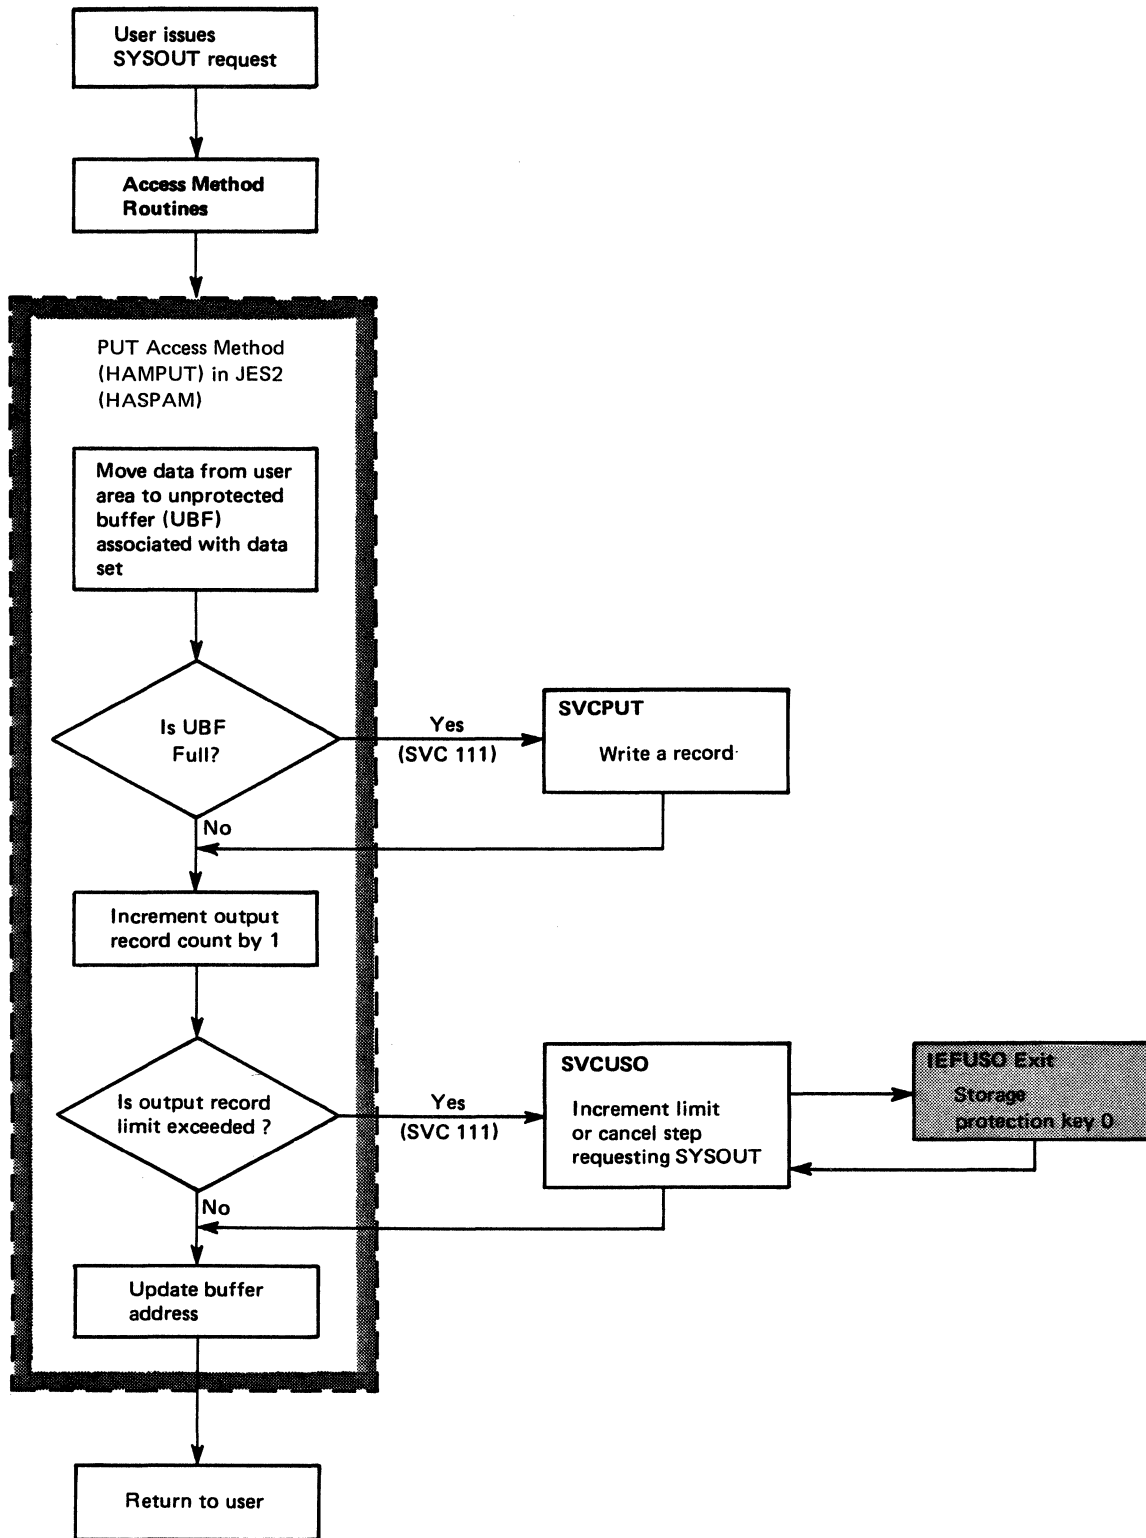 User issues
SYSOUT request
Access Method
Routines
PUT Access Method
(HAMPUT) in JES2
(HASPAM)
Move data from user
area to unprotected
buffer (UBF)
associated with data
set
Is UBF
Full?
Yes
(SVC 111)
SVCPUT
Write a record
No
Increment output
record count by 1
Is output record
limit exceeded ?
Yes
(SVC 111)
SVCUSO
Increment limit
or cancel step
requesting SYSOUT
IEFUSO Exit
Storage
protection key 0
No
Update buffer
address
Return to user